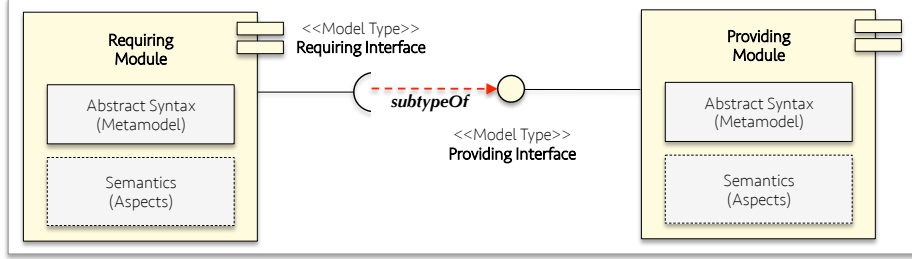 Requiring
Module
Abstract Syntax
(Metamodel)
Semantics
(Aspects)
<<Model Type>>
Requiring Interface
subtypeOf
<<Model Type>>
Providing Interface
Providing
Module
Abstract Syntax
(Metamodel)
Semantics
(Aspects)